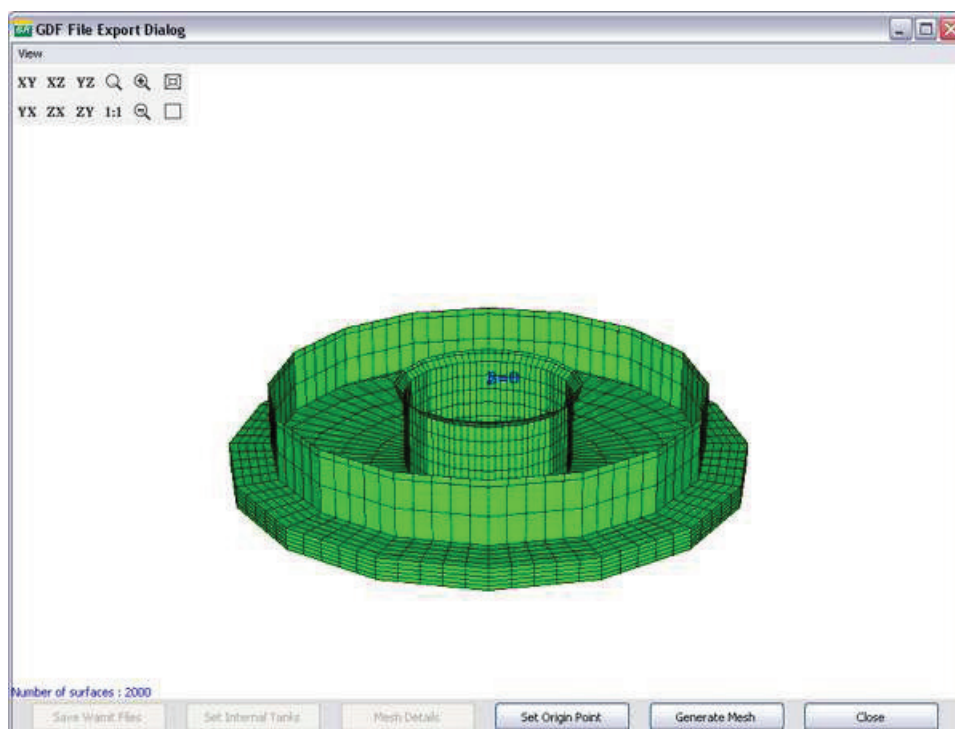 GDF File Export Dialog
View
XY XZ YZ
YX ZX ZY 1:1
Number of surfaces : 2000
Save Wamit Files Set Internal Tanks Mesh Details Set Origin Point Generate Mesh Close